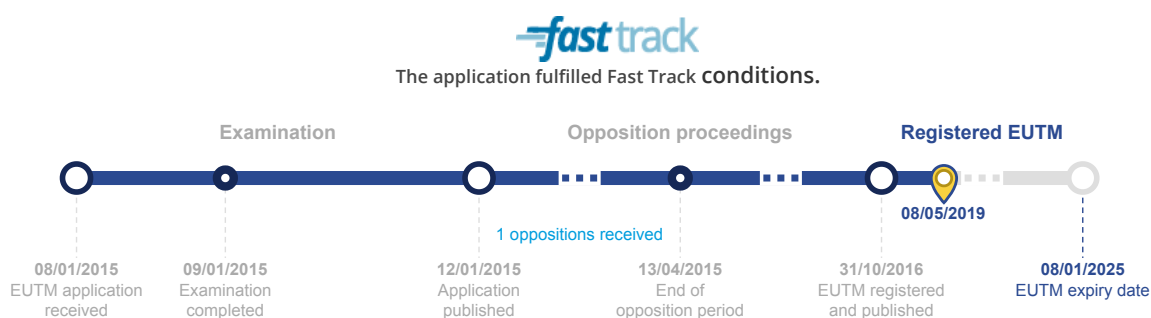 fast track
The application fulfilled Fast Track conditions.
Examination
Opposition proceedings
Registered EUTM
08/05/2019
1 oppositions received
08/01/2015
EUTM application
received
09/01/2015
Examination
completed
12/01/2015
Application
published
13/04/2015
End of
opposition period
31/10/2016
EUTM registered
and published
08/01/2025
EUTM expiry date